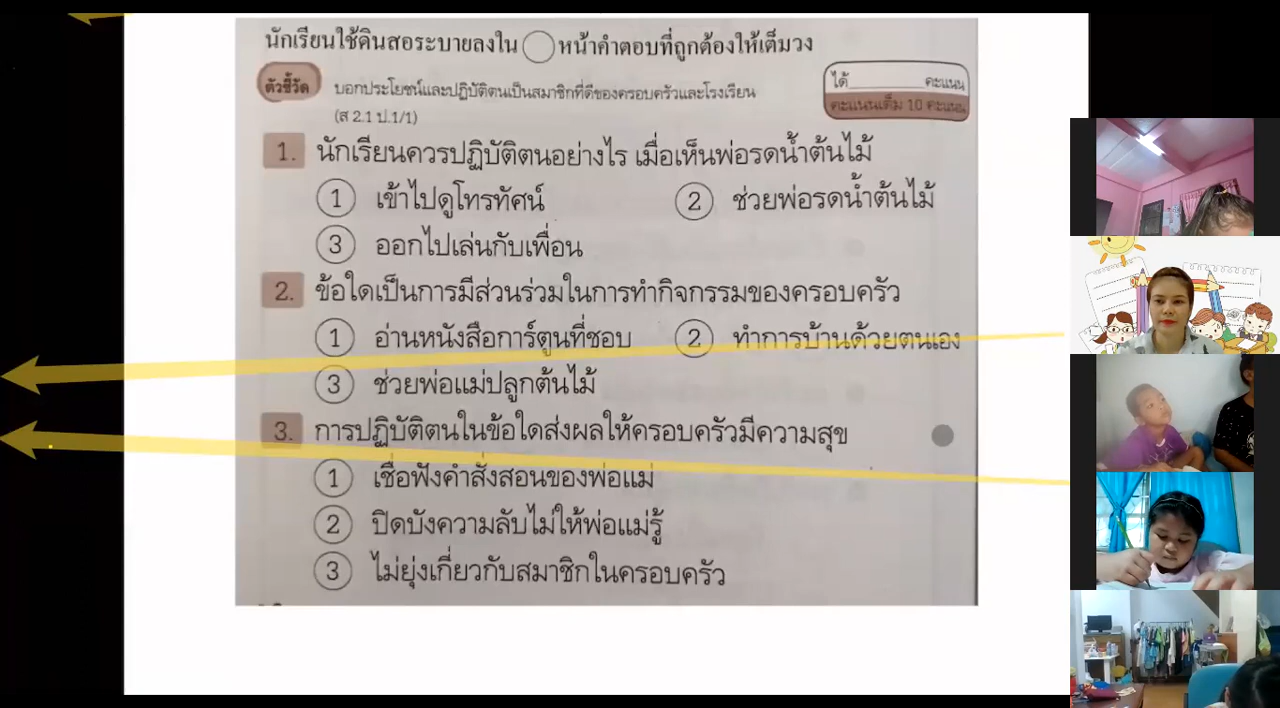 นักเรียนใช้ดินสอระบายลงใน ◯ หน้าคำตอบที่ถูกต้องให้เต็มวง
ตัวชี้วัด บอกประโยชน์และปฏิบัติตนเป็นสมาชิกที่ดีของครอบครัวและโรงเรียน
(ส 2.1 ป.1/1)
ได้________คะแนน
คะแนนเต็ม 10 คะแนน
1. นักเรียนควรปฏิบัติตนอย่างไร เมื่อเห็นพ่อรดน้ำต้นไม้
1 เข้าไปดูโทรทัศน์ 2 ช่วยพ่อรดน้ำต้นไม้
3 ออกไปเล่นกับเพื่อน
2. ข้อใดเป็นการมีส่วนร่วมในการทำกิจกรรมของครอบครัว
1 อ่านหนังสือการ์ตูนที่ชอบ 2 ทำการบ้านด้วยตนเอง
3 ช่วยพ่อแม่ปลูกต้นไม้
3. การปฏิบัติตนในข้อใดส่งผลให้ครอบครัวมีความสุข
1 เชื่อฟังคำสั่งสอนของพ่อแม่
2 ปิดบังความลับไม่ให้พ่อแม่รู้
3 ไม่ยุ่งเกี่ยวกับสมาชิกในครอบครัว